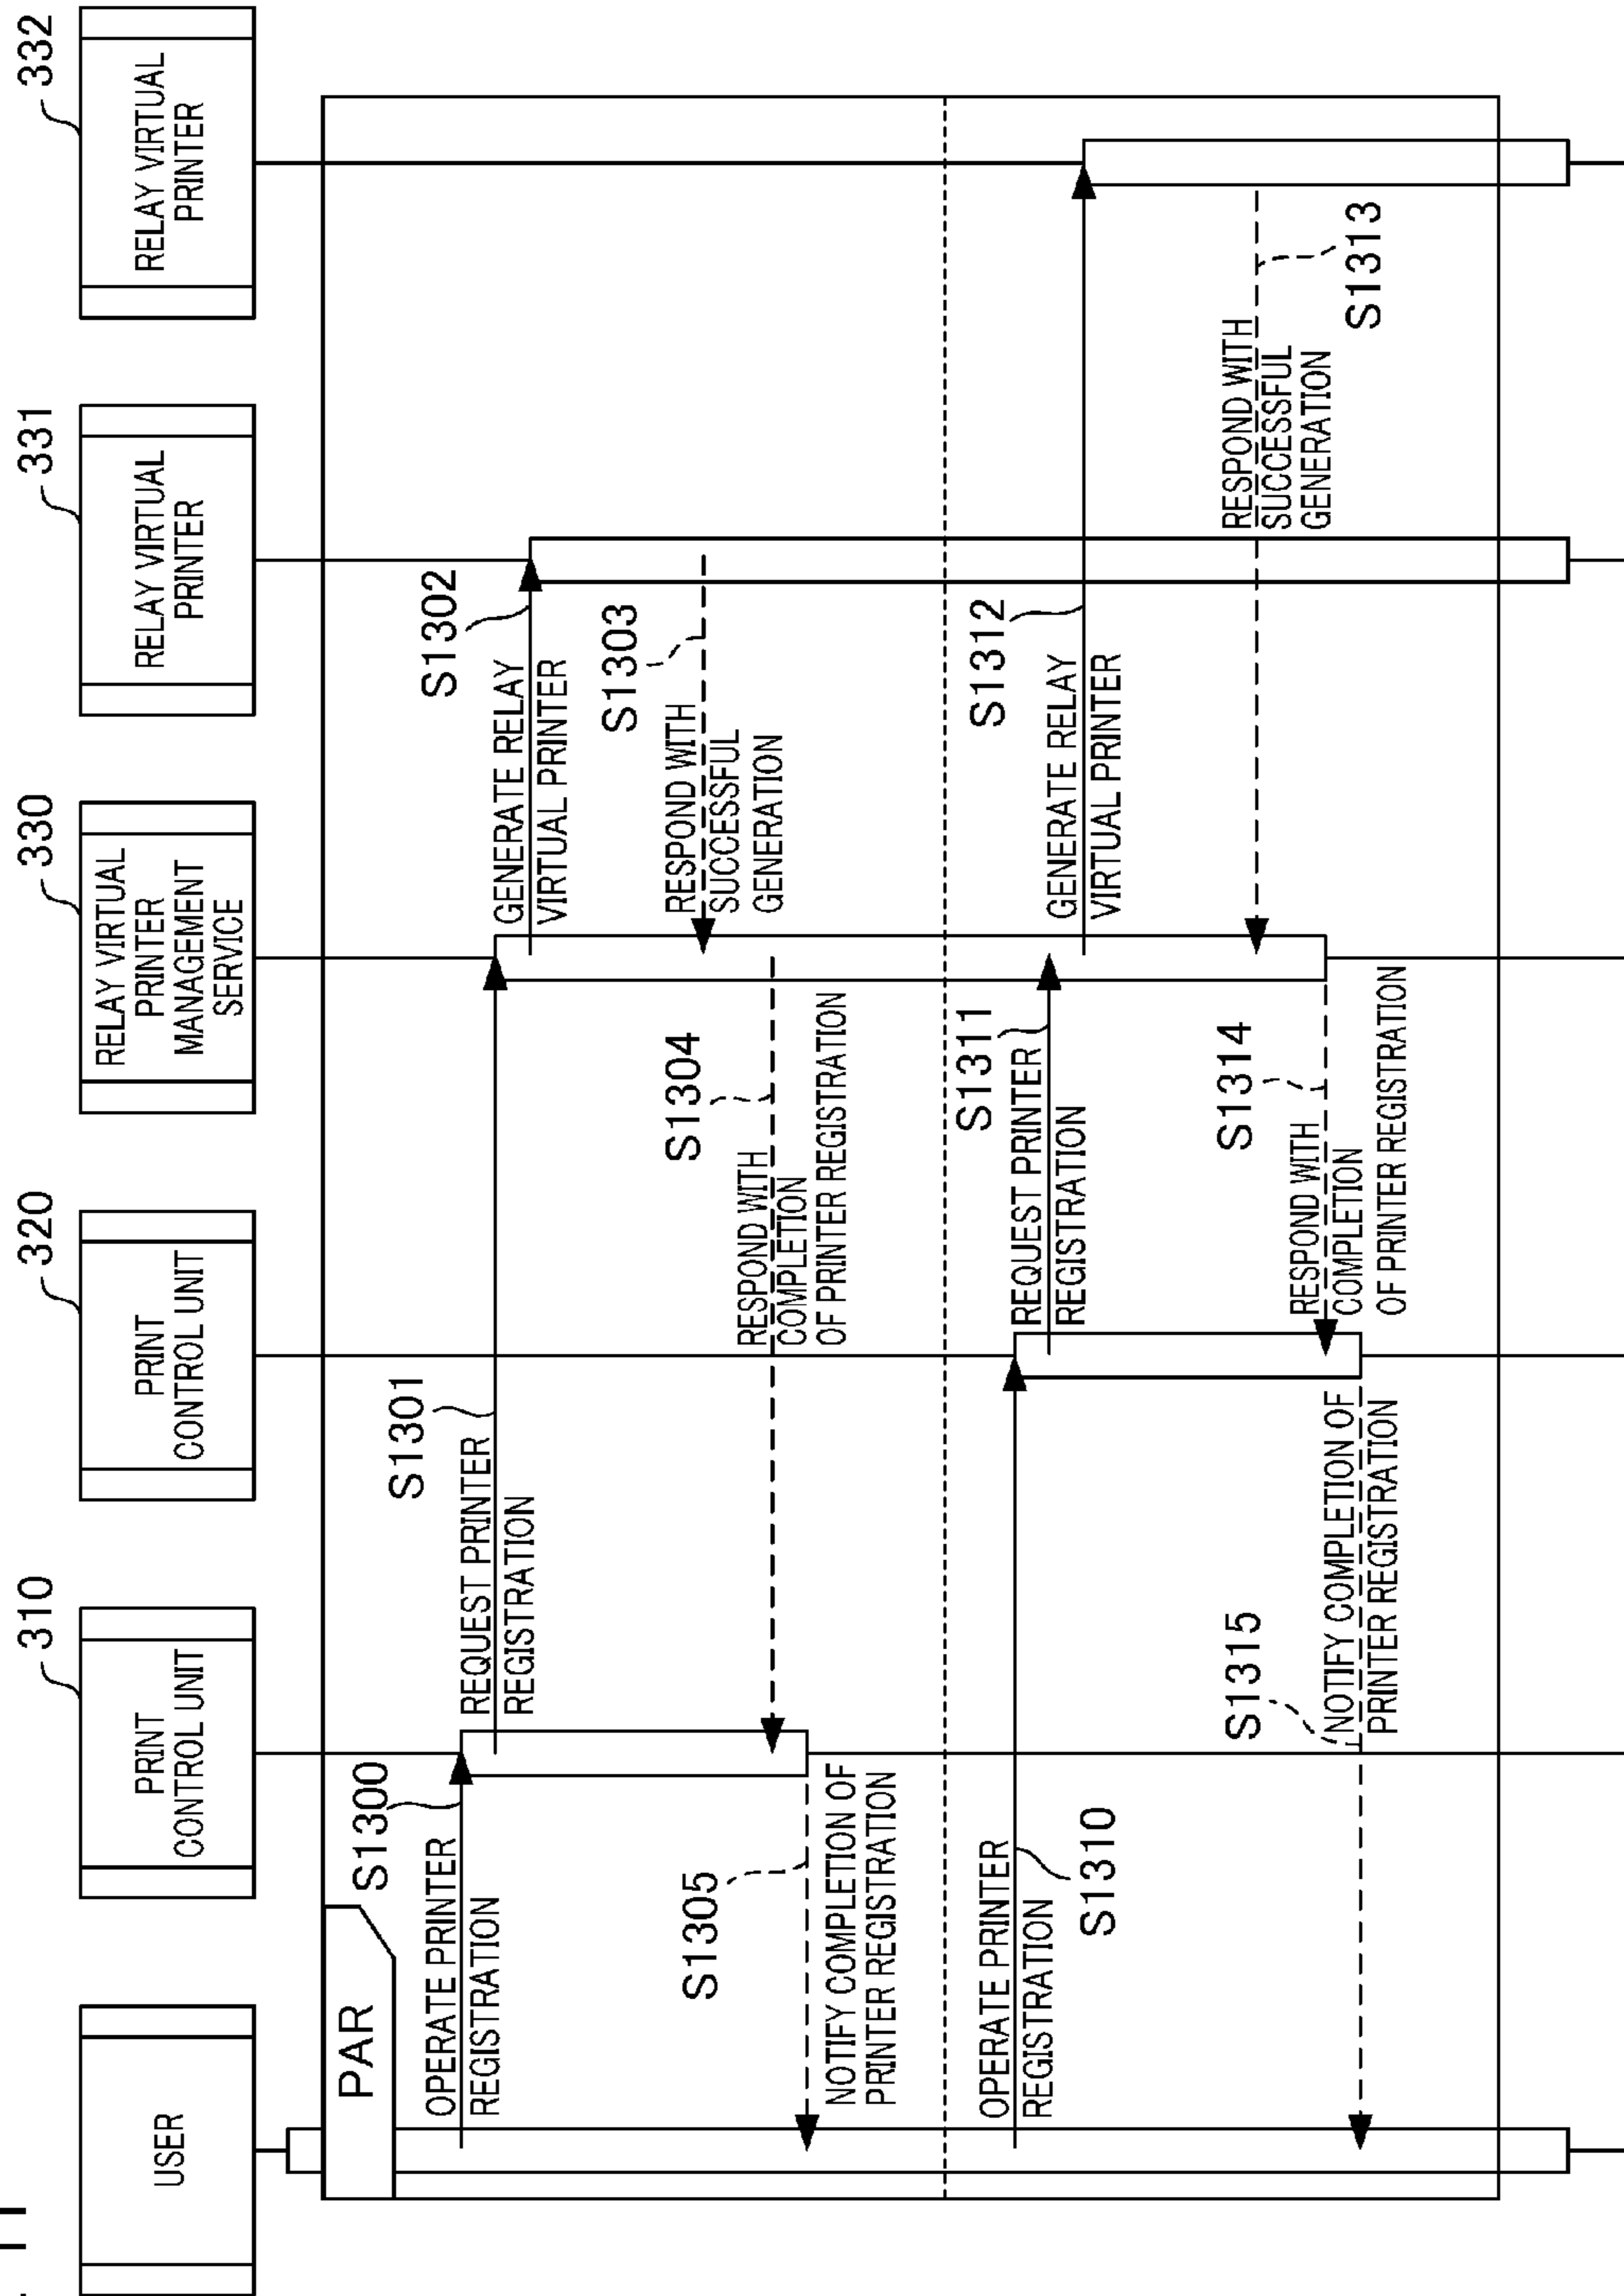 USER
310
PRINT
CONTROL UNIT
320
PRINT
CONTROL UNIT
330
RELAY VIRTUAL
PRINTER
MANAGEMENT
SERVICE
331
RELAY VIRTUAL
PRINTER
332
RELAY VIRTUAL
PRINTER
PAR
S1300
OPERATE PRINTER
REGISTRATION
S1301
REQUEST PRINTER
REGISTRATION
S1302
GENERATE RELAY
VIRTUAL PRINTER
S1303
RESPOND WITH
SUCCESSFUL
GENERATION
S1304
RESPOND WITH
COMPLETION
OF PRINTER REGISTRATION
S1305
NOTIFY COMPLETION OF
PRINTER REGISTRATION
OPERATE PRINTER
REGISTRATION
S1310
S1311
REQUEST PRINTER
REGISTRATION
S1312
GENERATE RELAY
VIRTUAL PRINTER
RESPOND WITH
SUCCESSFUL
GENERATION
S1313
S1314
RESPOND WITH
COMPLETION
OF PRINTER REGISTRATION
S1315
NOTIFY COMPLETION OF
PRINTER REGISTRATION